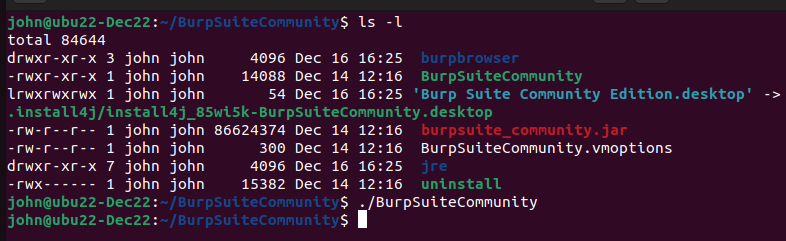 john@ubu22-Dec22:~/BurpSuiteCommunity$ ls -l
total 84644
drwxr-xr-x 3 john john     4096 Dec 16 16:25  burpbrowser
-rwxr-xr-x 1 john john    14088 Dec 14 12:16  BurpSuiteCommunity
lrwxrwxrwx 1 john john       54 Dec 16 16:25 'Burp Suite Community Edition.desktop' ->
.install4j/install4j_85wi5k-BurpSuiteCommunity.desktop
-rw-r--r-- 1 john john 86624374 Dec 14 12:16  burpsuite_community.jar
-rw-r--r-- 1 john john      300 Dec 14 12:16  BurpSuiteCommunity.vmoptions
drwxr-xr-x 7 john john     4096 Dec 16 16:25  jre
-rwx------ 1 john john    15382 Dec 14 12:16  uninstall
john@ubu22-Dec22:~/BurpSuiteCommunity$ ./BurpSuiteCommunity
john@ubu22-Dec22:~/BurpSuiteCommunity$